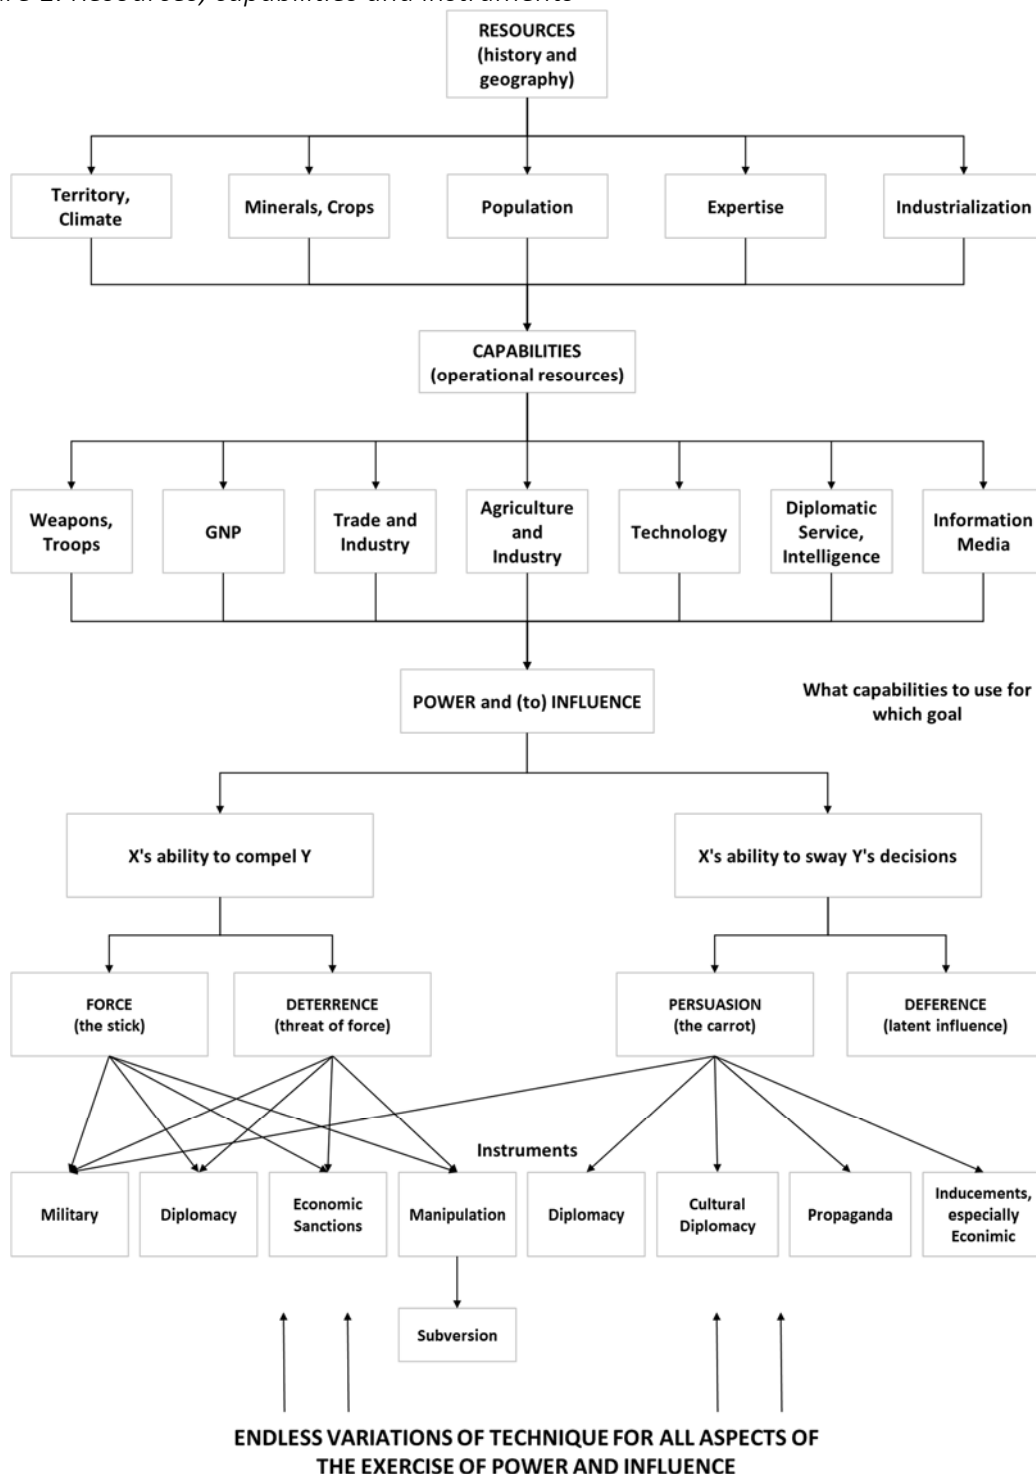 Resources, capabilities and instruments
RESOURCES
(history and
geography)
Territory,
Climate
Minerals, Crops
Population
Expertise
Industrialization
CAPABILITIES
(operational resources)
Weapons,
Troops
GNP
Trade and
Industry
Agriculture
and
Industry
Technology
Diplomatic
Service,
Intelligence
Information
Media
POWER and (to) INFLUENCE
What capabilities to use for
which goal
X's ability to compel Y
X's ability to sway Y's decisions
FORCE
(the stick)
DETERRENCE
(threat of force)
PERSUASION
(the carrot)
DEFERENCE
(latent influence)
Instruments
Military
Diplomacy
Economic
Sanctions
Manipulation
Diplomacy
Cultural
Diplomacy
Propaganda
Inducements,
especially
Econimic
Subversion
ENDLESS VARIATIONS OF TECHNIQUE FOR ALL ASPECTS OF
THE EXERCISE OF POWER AND INFLUENCE